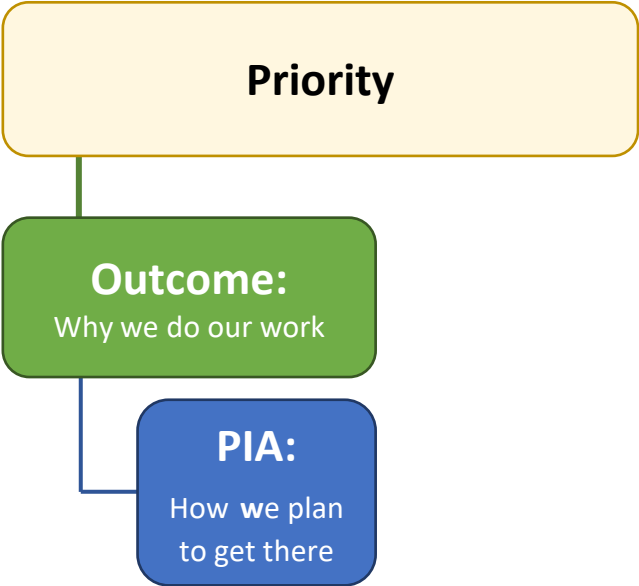 Priority
Outcome:
Why we do our work
PIA:
How we plan
to get there